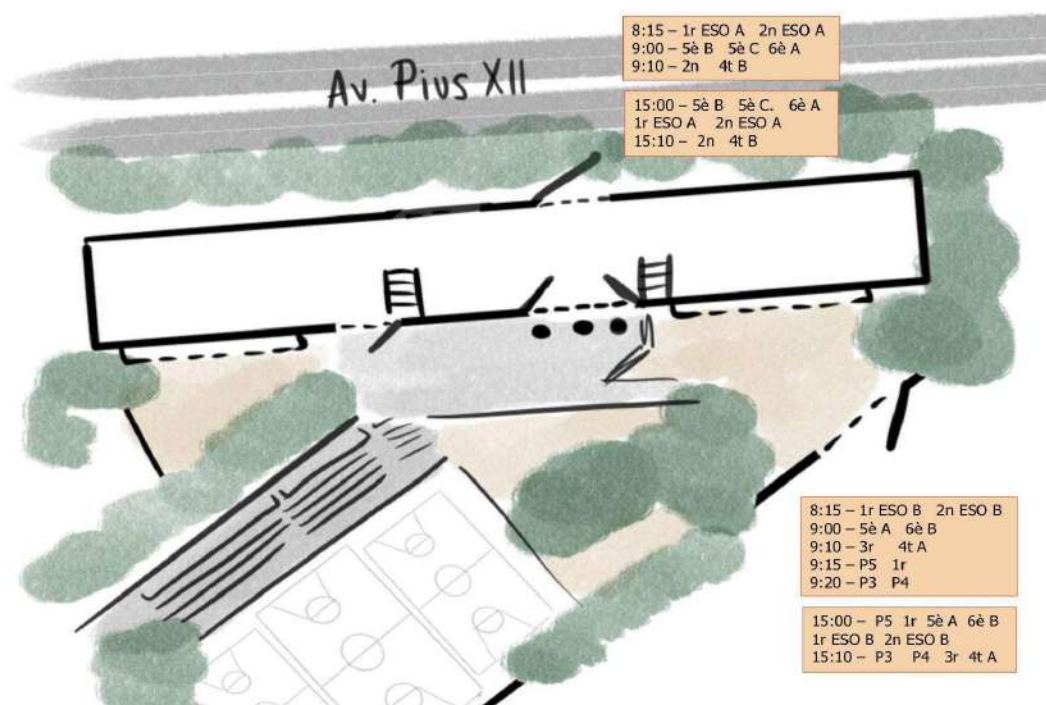 Av. Pius XII
8:15 – 1r ESO A 2n ESO A
9:00 – 5è B 5è C 6è A
9:10 – 2n 4t B
15:00 – 5è B 5è C. 6è A
1r ESO A 2n ESO A
15:10 – 2n 4t B
8:15 – 1r ESO B 2n ESO B
9:00 – 5è A 6è B
9:10 – 3r 4t A
9:15 – P5 1r
9:20 – P3 P4
15:00 – P5 1r 5è A 6è B
1r ESO B 2n ESO B
15:10 – P3 P4 3r 4t A